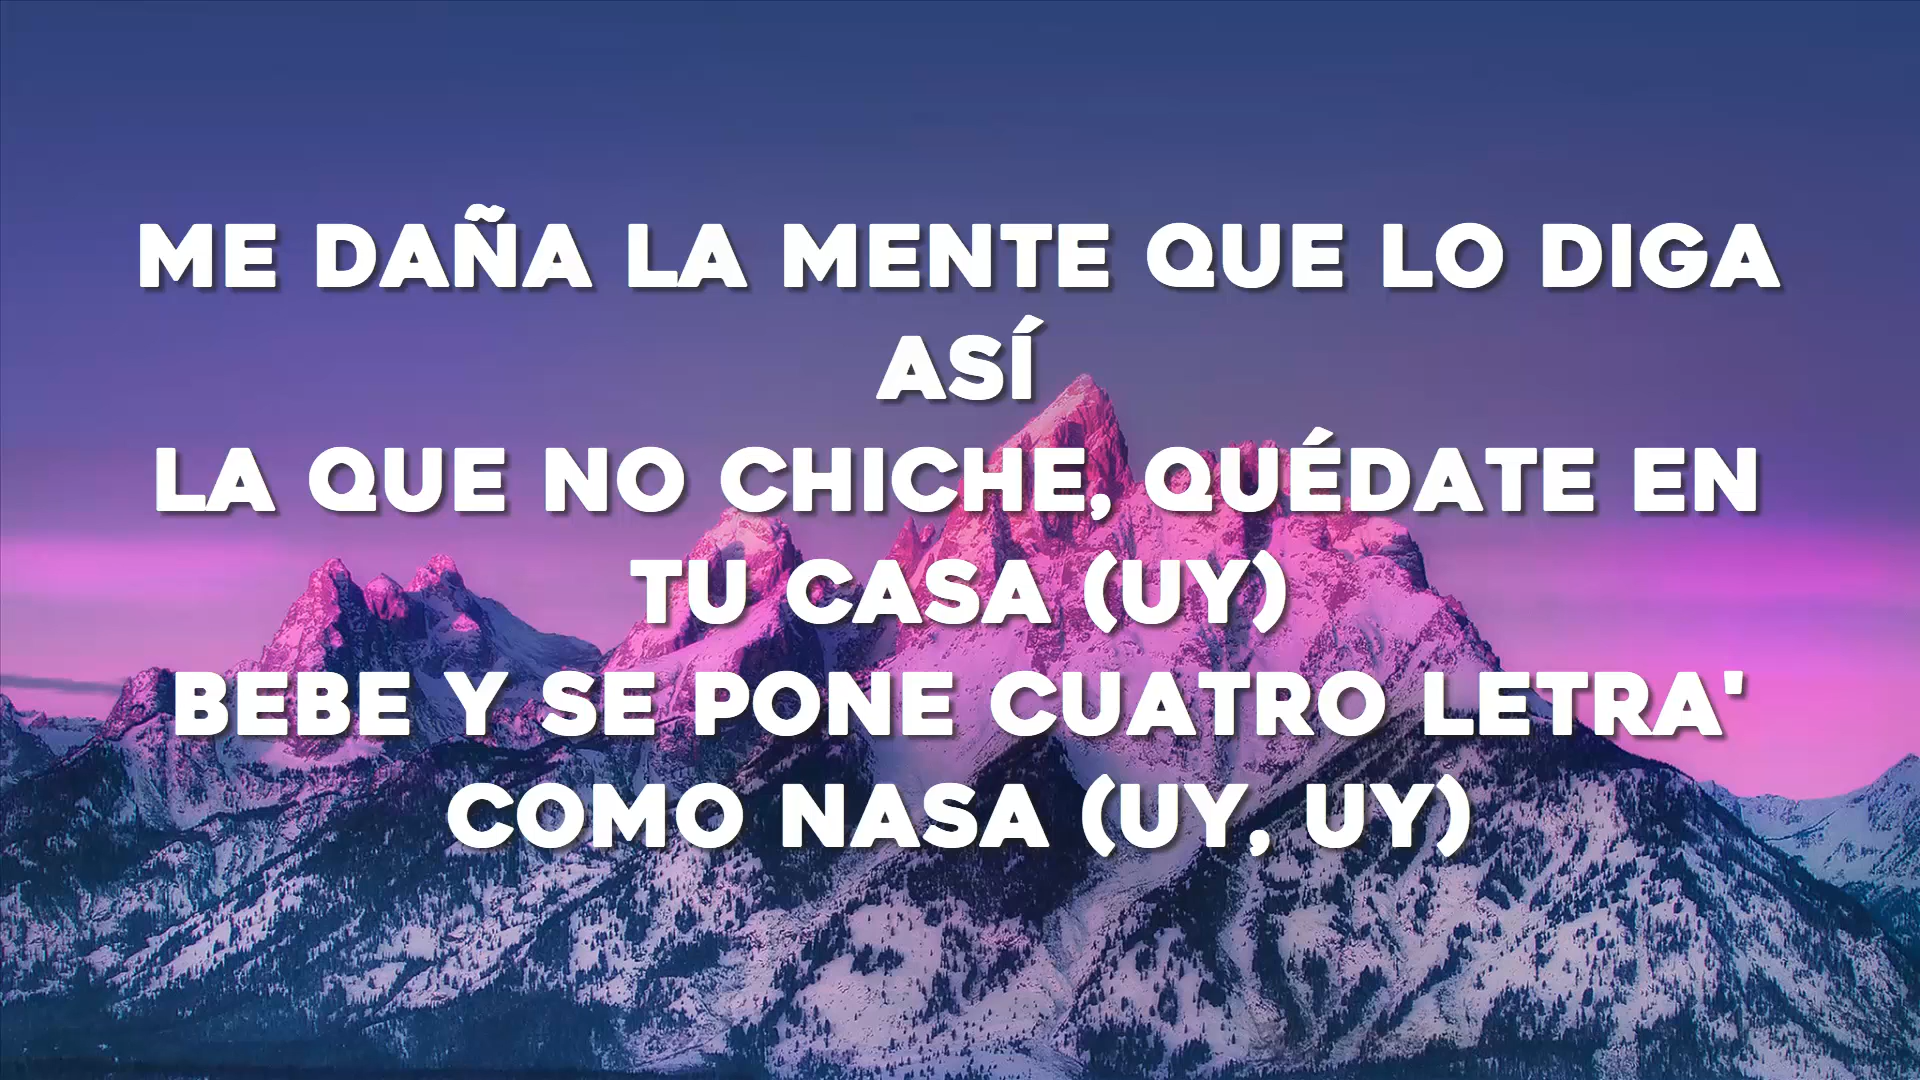 ME DAÑA LA MENTE QUE LO DIGA
ASÍ
LA QUE NO CHICHE, QUÉDATE EN
TU CASA (UY)
BEBE Y SE PONE CUATRO LETRA'
COMO NASA (UY, UY)